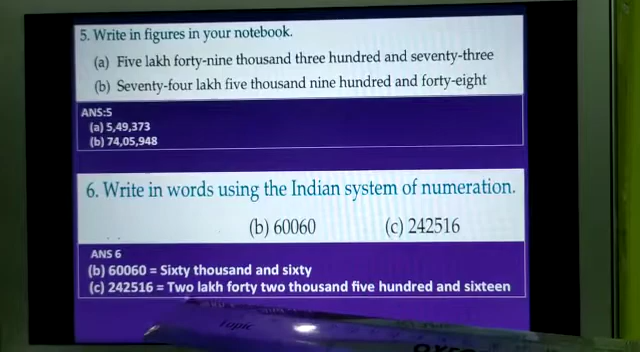 5. Write in figures in your notebook.
(a) Five lakh forty-nine thousand three hundred and seventy-three
(b) Seventy-four lakh five thousand nine hundred and forty-eight
ANS:5
(a) 5,49,373
(b) 74,05,948
6. Write in words using the Indian system of numeration.
(b) 60060 (c) 242516
ANS 6
(b) 60060 = Sixty thousand and sixty
(c) 242516 = Two lakh forty two thousand five hundred and sixteen
Topic